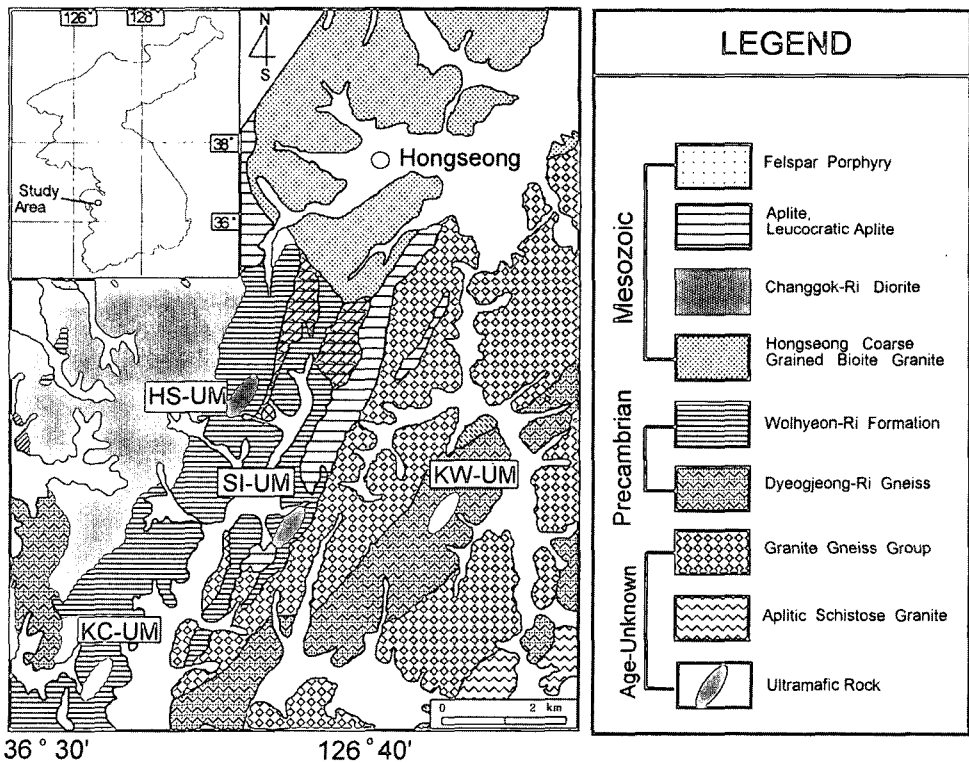 126°
128°
38°
36°
Study
Area
N
S
Hongseong
HS-UM
SI-UM
KW-UM
KC-UM
0 2 km
36° 30'
126° 40'
LEGEND
Mesozoic
Felspar Porphyry
Aplite,
Leucocratic Aplite
Changgok-Ri Diorite
Hongseong Coarse
Grained Bioite Granite
Precambrian
Wolhyeon-Ri Formation
Dyeogjeong-Ri Gneiss
Age-Unknown
Granite Gneiss Group
Aplitic Schistose Granite
Ultramafic Rock